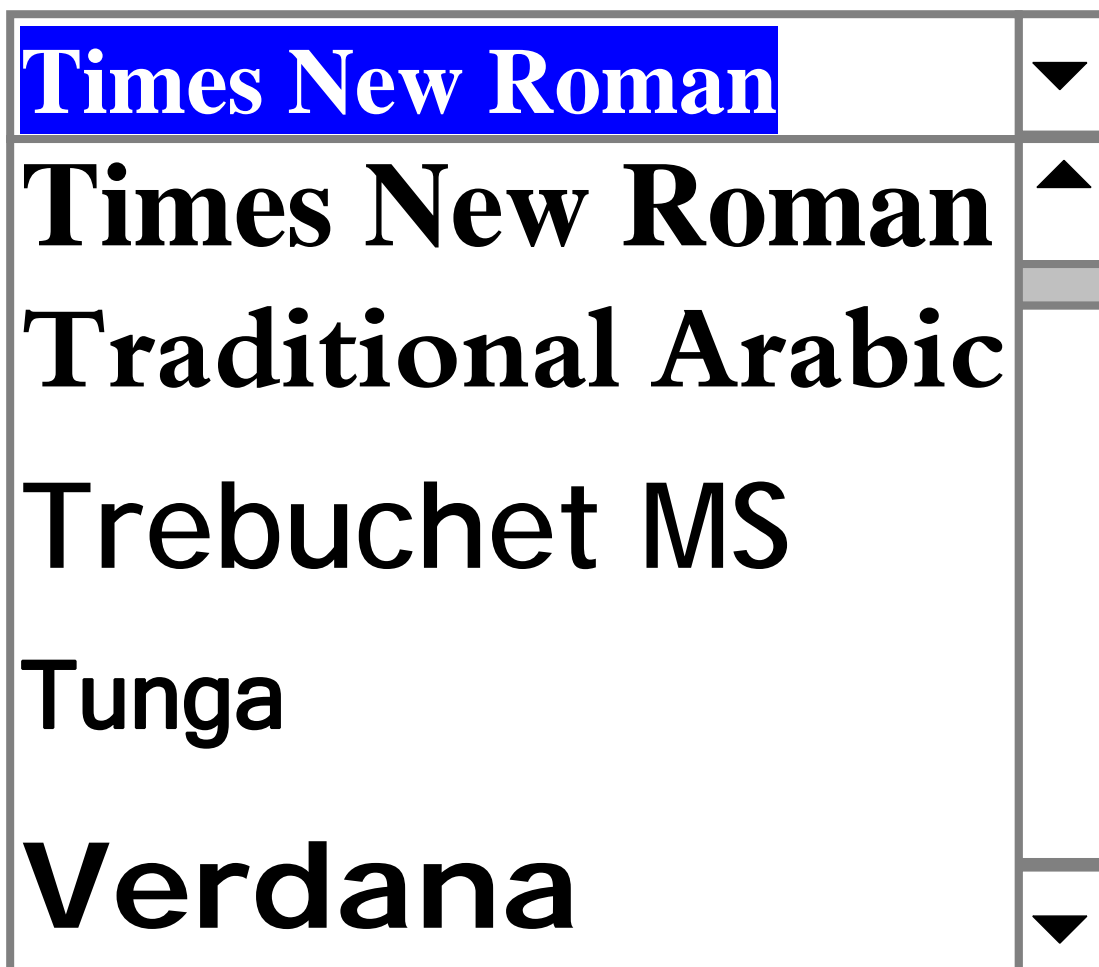 Times New Roman
Times New Roman
Traditional Arabic
Trebuchet MS
Tunga
Verdana